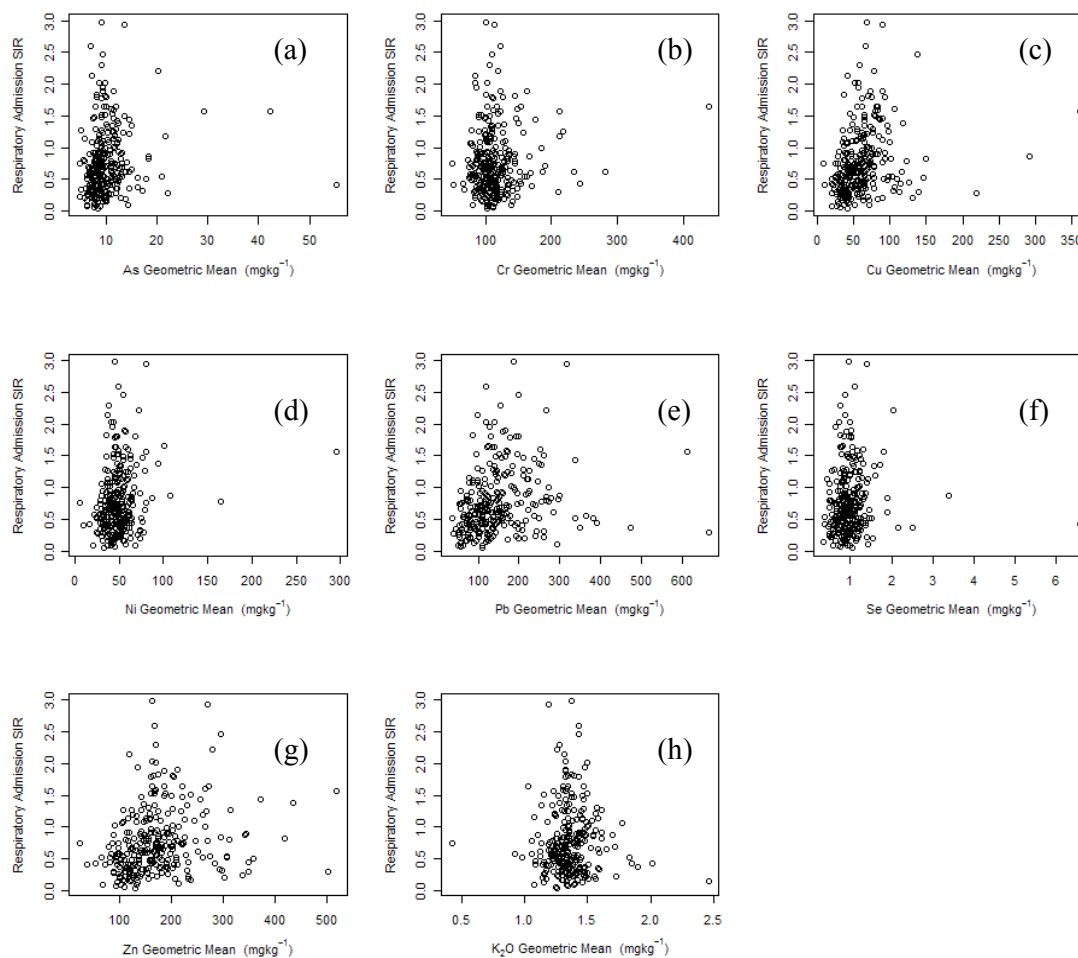 3.0
2.5
2.0
1.5
1.0
0.5
0.0
Respiratory Admission SIR
(a)
10 20 30 40 50
As Geometric Mean (mgkg⁻¹)
3.0
2.5
2.0
1.5
1.0
0.5
0.0
Respiratory Admission SIR
(b)
100 200 300 400
Cr Geometric Mean (mgkg⁻¹)
3.0
2.5
2.0
1.5
1.0
0.5
0.0
Respiratory Admission SIR
(c)
0 50 100 150 200 250 300 350
Cu Geometric Mean (mgkg⁻¹)
3.0
2.5
2.0
1.5
1.0
0.5
0.0
Respiratory Admission SIR
(d)
0 50 100 150 200 250 300
Ni Geometric Mean (mgkg⁻¹)
3.0
2.5
2.0
1.5
1.0
0.5
0.0
Respiratory Admission SIR
(e)
100 200 300 400 500 600
Pb Geometric Mean (mgkg⁻¹)
3.0
2.5
2.0
1.5
1.0
0.5
0.0
Respiratory Admission SIR
(f)
1 2 3 4 5 6
Se Geometric Mean (mgkg⁻¹)
3.0
2.5
2.0
1.5
1.0
0.5
0.0
Respiratory Admission SIR
(g)
100 200 300 400 500
Zn Geometric Mean (mgkg⁻¹)
3.0
2.5
2.0
1.5
1.0
0.5
0.0
Respiratory Admission SIR
(h)
0.5 1.0 1.5 2.0 2.5
K₂O Geometric Mean (mgkg⁻¹)